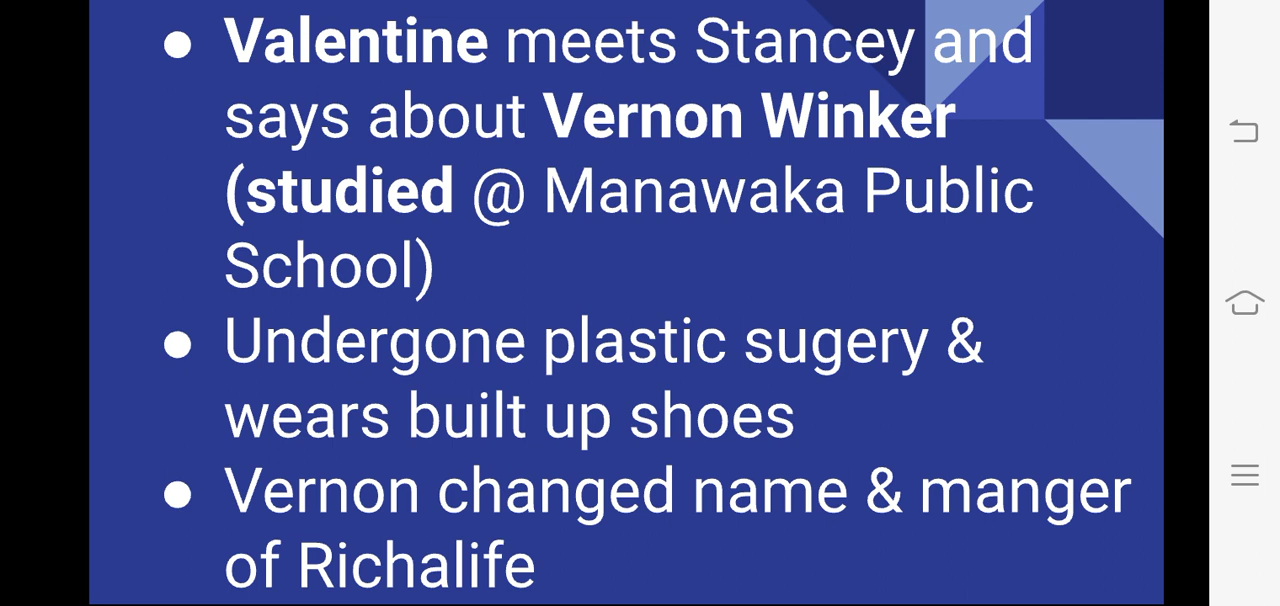 ● Valentine meets Stancey and
says about Vernon Winker
(studied @ Manawaka Public
School)
● Undergone plastic sugery &
wears built up shoes
● Vernon changed name & manger
of Richalife